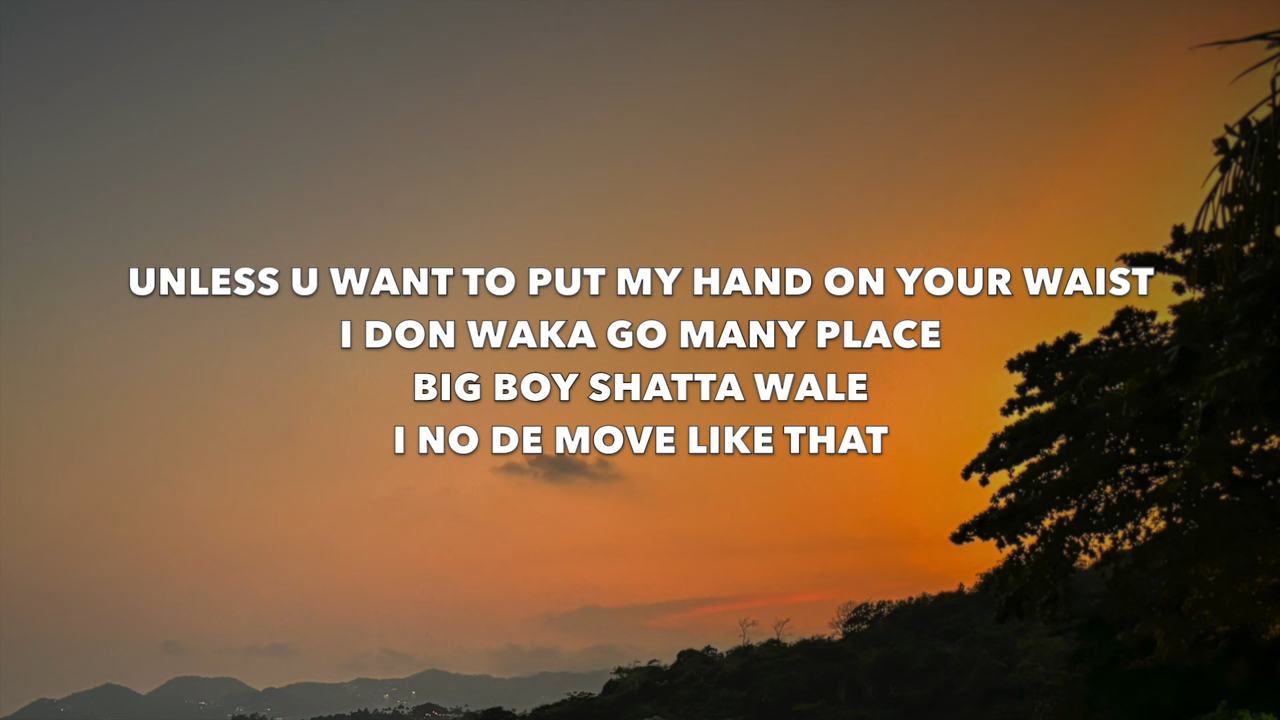 UNLESS U WANT TO PUT MY HAND ON YOUR WAIST
I DON WAKA GO MANY PLACE
BIG BOY SHATTA WALE
I NO DE MOVE LIKE THAT